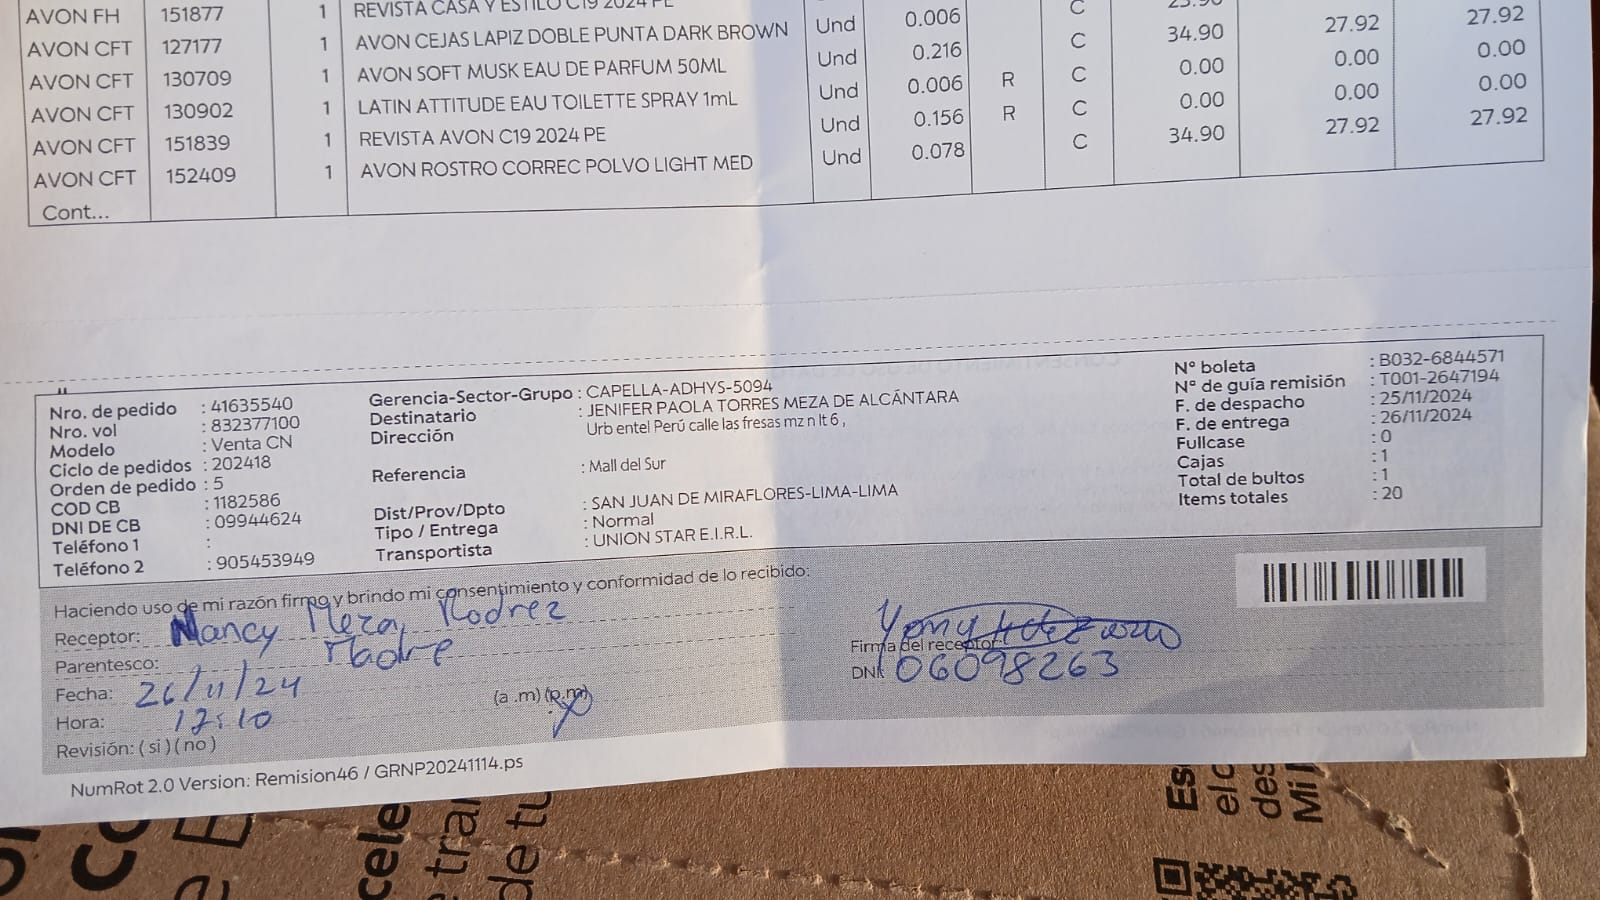 AVON FH 151877 1 REVISTA CASA Y ESTILO C19 2024 PE Und 0.006 C
AVON CFT 127177 1 AVON CEJAS LAPIZ DOBLE PUNTA DARK BROWN Und 0.216 C 34.90 27.92 27.92
AVON CFT 130709 1 AVON SOFT MUSK EAU DE PARFUM 50ML Und 0.006 R C 0.00 0.00 0.00
AVON CFT 130902 1 LATIN ATTITUDE EAU TOILETTE SPRAY 1mL Und 0.156 R C 0.00 0.00 0.00
AVON CFT 151839 1 REVISTA AVON C19 2024 PE Und 0.078 C 34.90 27.92 27.92
AVON CFT 152409 1 AVON ROSTRO CORREC POLVO LIGHT MED
Cont...
Nro. de pedido : 41635540
Nro. vol : 832377100
Modelo : Venta CN
Ciclo de pedidos : 202418
Orden de pedido : 5
COD CB : 1182586
DNI DE CB : 09944624
Teléfono 1 :
Teléfono 2 : 905453949
Gerencia-Sector-Grupo : CAPELLA-ADHYS-5094
Destinatario : JENIFER PAOLA TORRES MEZA DE ALCÁNTARA
Dirección Urb entel Perú calle las fresas mz n lt 6 ,
Referencia : Mall del Sur
Dist/Prov/Dpto : SAN JUAN DE MIRAFLORES-LIMA-LIMA
Tipo / Entrega : Normal
Transportista : UNION STAR E.I.R.L.
N° boleta : B032-6844571
N° de guía remisión : T001-2647194
F. de despacho : 25/11/2024
F. de entrega : 26/11/2024
Fullcase : 0
Cajas : 1
Total de bultos : 1
Items totales : 20
Haciendo uso de mi razón firmo y brindo mi consentimiento y conformidad de lo recibido:
Receptor: Nancy Meza
Parentesco: Madre
Fecha: 26/11/24
Hora: 12:10 (a .m) (p.m)
Revisión: ( si ) ( no )
Firma del receptor
DNI: 06098263
NumRot 2.0 Version: Remision46 / GRNP20241114.ps